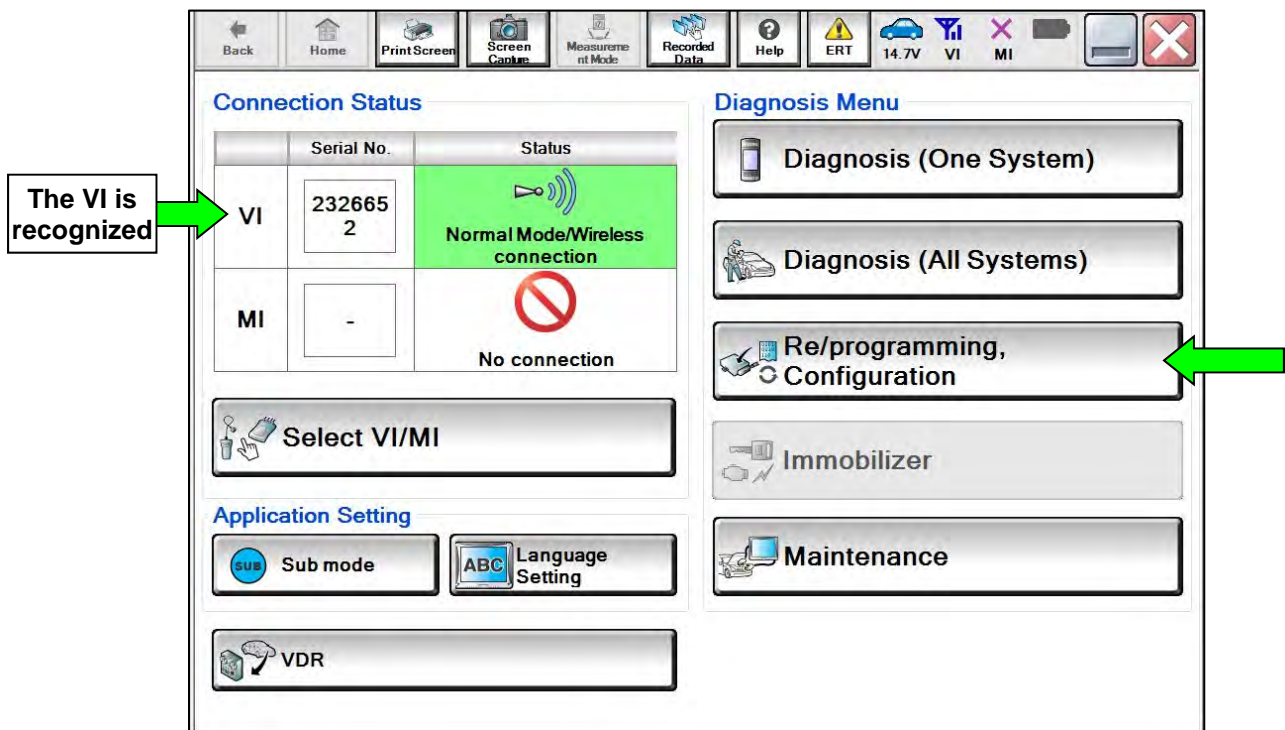 Back
Home
Print Screen
Screen
Capture
Measureme
nt Mode
Recorded
Data
?
Help
ERT
14.7V
VI
MI
Connection Status
Serial No.
Status
The VI is
recognized
VI
232665
2
Normal Mode/Wireless
connection
MI
-
No connection
Select VI/MI
Application Setting
SUB
Sub mode
ABC
Language
Setting
VDR
Diagnosis Menu
Diagnosis (One System)
Diagnosis (All Systems)
Re/programming,
Configuration
Immobilizer
Maintenance